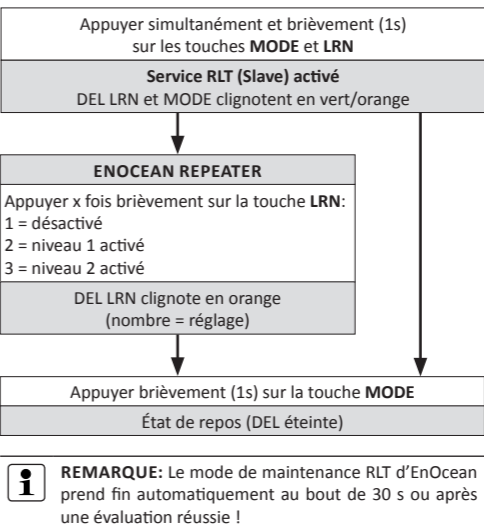 Appuyer simultanément et brièvement (1s)
sur les touches MODE et LRN
Service RLT (Slave) activé
DEL LRN et MODE clignotent en vert/orange
ENOCEAN REPEATER
Appuyer x fois brièvement sur la touche LRN:
1 = désactivé
2 = niveau 1 activé
3 = niveau 2 activé
DEL LRN clignote en orange
(nombre = réglage)
Appuyer brièvement (1s) sur la touche MODE
État de repos (DEL éteinte)
REMARQUE: Le mode de maintenance RLT d'EnOcean
prend fin automatiquement au bout de 30 s ou après
une évaluation réussie !